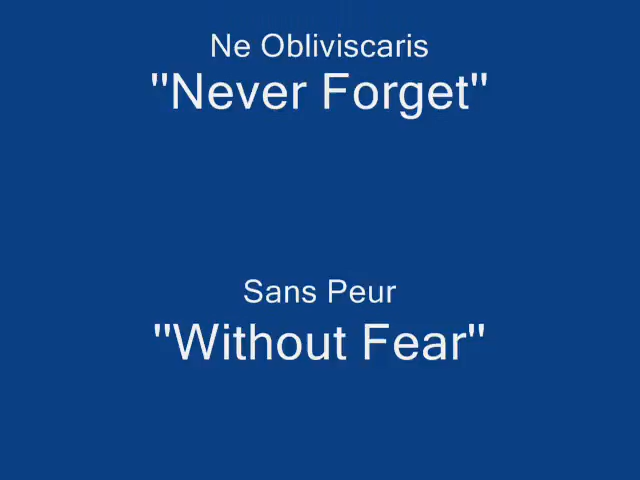 Ne Obliviscaris
"Never Forget"
Sans Peur
"Without Fear"